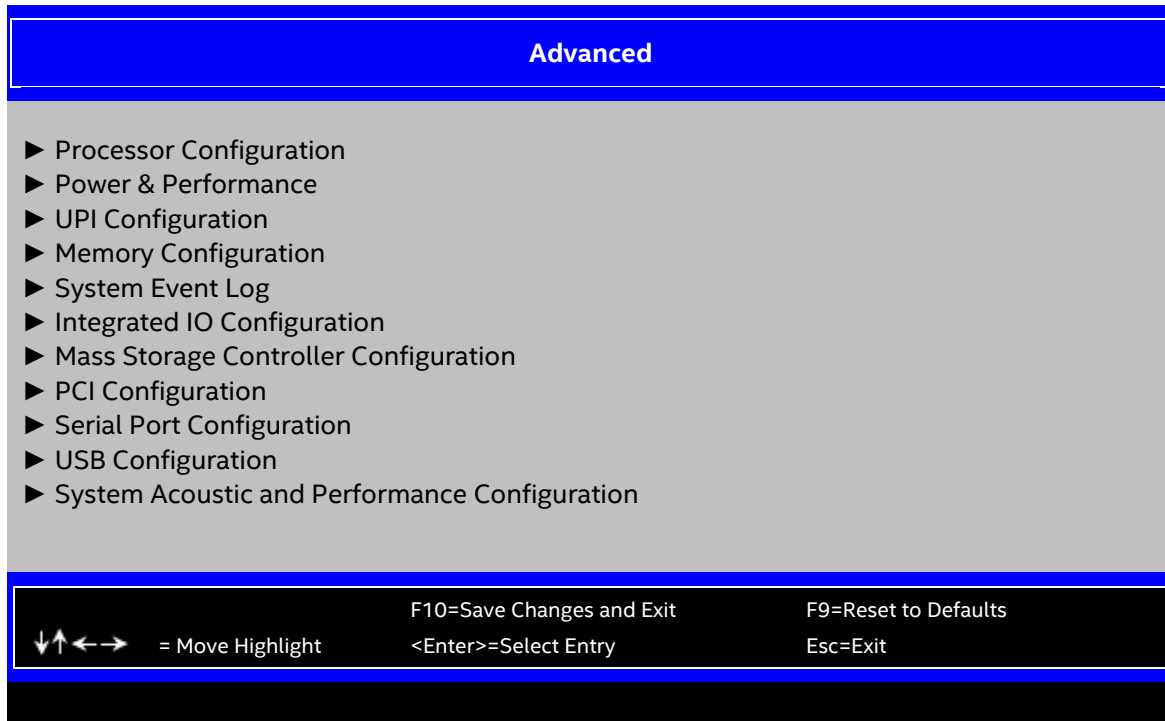 Advanced
► Processor Configuration
► Power & Performance
► UPI Configuration
► Memory Configuration
► System Event Log
► Integrated IO Configuration
► Mass Storage Controller Configuration
► PCI Configuration
► Serial Port Configuration
► USB Configuration
► System Acoustic and Performance Configuration
F10=Save Changes and Exit F9=Reset to Defaults
↓↑←→ = Move Highlight <Enter>=Select Entry Esc=Exit